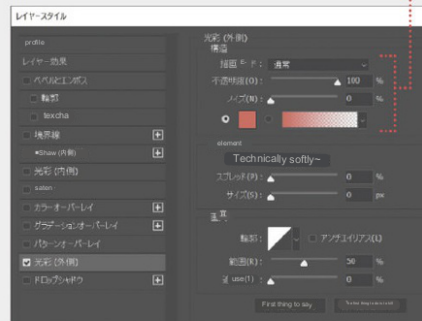 レイヤースタイル
profile
レイヤー効果
ベベルとエンボス
輪郭
texcha
境界線
Shaw (内側)
光彩 (内側)
saten
カラーオーバーレイ
グラデーションオーバーレイ
パターンオーバーレイ
光彩 (外側)
ドロップシャドウ
光彩 (外側)
構造
描画モード: 通常
不透明度(O): 100 %
ノイズ(N): 0 %
element
Technically softly~
スプレッド(P): 0 %
サイズ(S): 0 px
画質
輪郭: アンチエイリアス(L)
範囲(R): 50 %
use(1) : 0 %
First thing to say